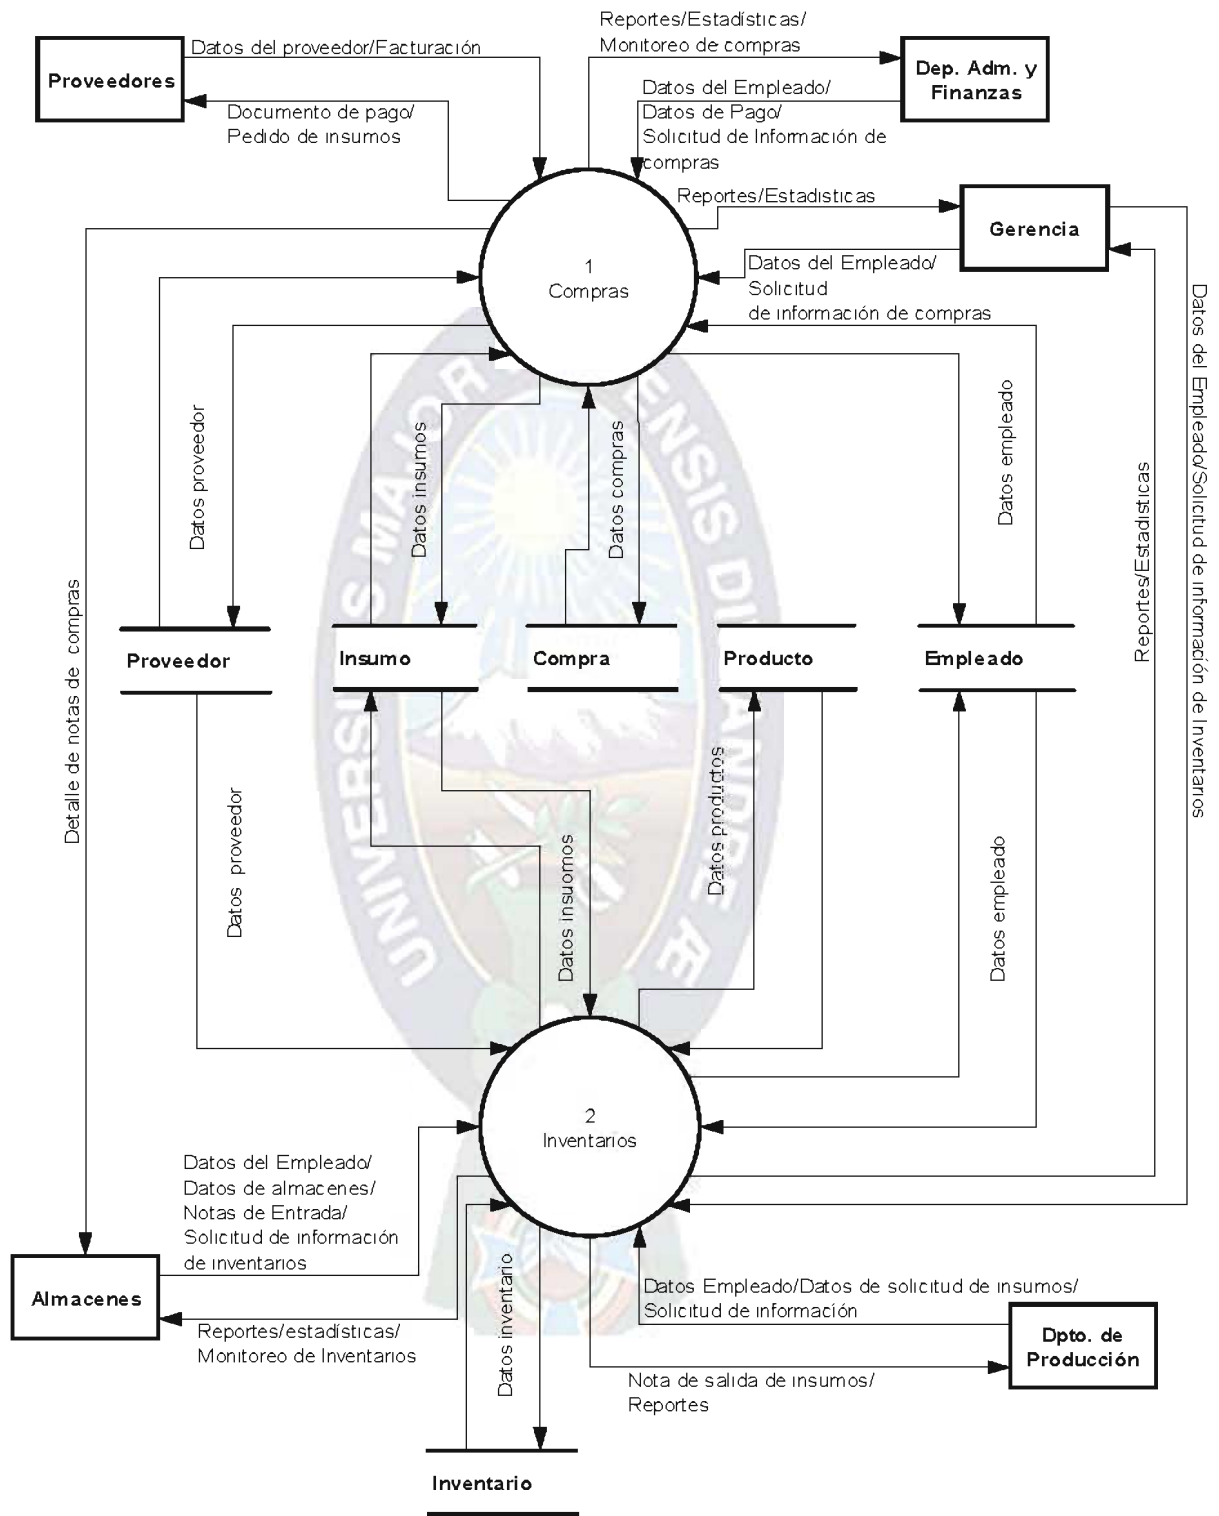 Proveedores
Datos del proveedor/Facturación
Documento de pago/
Pedido de insumos
Reportes/Estadísticas/
Monitoreo de compras
Dep. Adm. y
Finanzas
Datos del Empleado/
Datos de Pago/
Solicitud de Información de
compras
Reportes/Estadisticas
Gerencia
1
Compras
Datos del Empleado/
Solicitud
de información de compras
Datos proveedor
Datos insumos
Datos compras
Datos empleado
Reportes/Estadisticas
Datos del Empleado/Solicitud de información de Inventarios
Detalle de notas de compras
Proveedor
Insumo
Compra
Producto
Empleado
Datos proveedor
Datos insuomos
Datos productos
Datos empleado
2
Inventarios
Datos del Empleado/
Datos de almacenes/
Notas de Entrada/
Solicitud de información
de inventarios
Almacenes
Reportes/estadísticas/
Monitoreo de Inventarios
Datos inventario
Datos Empleado/Datos de solicitud de insumos/
Solicitud de información
Dpto. de
Producción
Nota de salida de insumos/
Reportes
Inventario